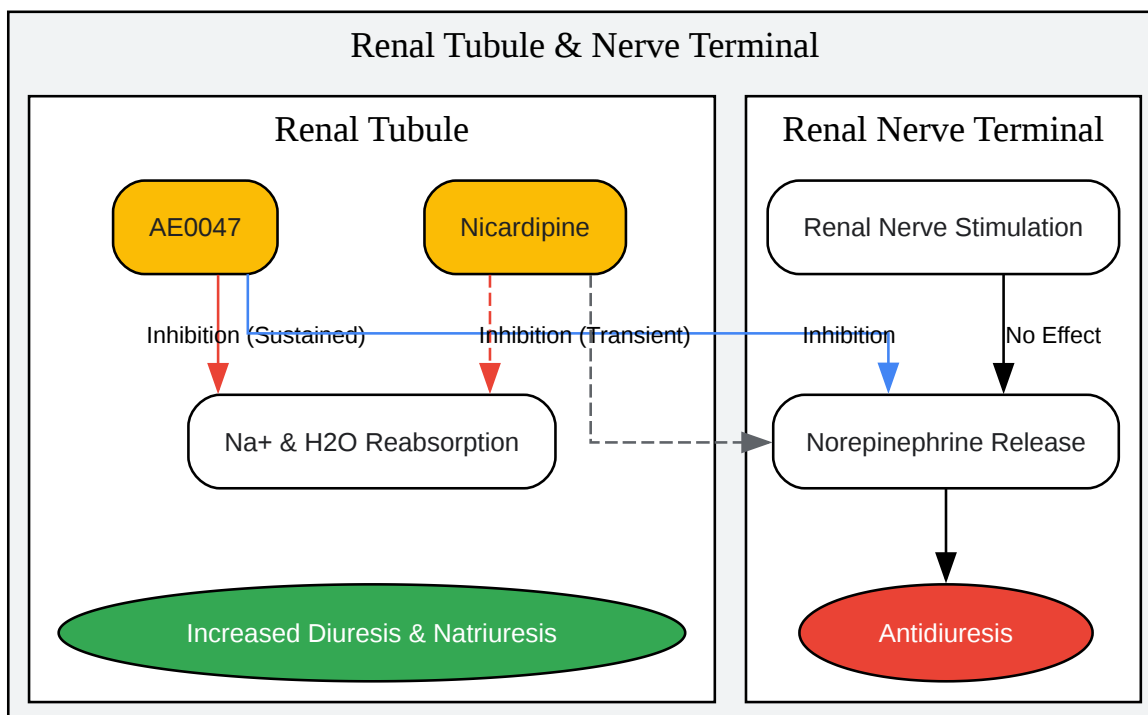 Renal Tubule & Nerve Terminal
Renal Tubule
Renal Nerve Terminal
AE0047
Nicardipine
Renal Nerve Stimulation
Inhibition (Sustained)
Inhibition (Transient)
Inhibition
No Effect
Na+ & H2O Reabsorption
Norepinephrine Release
Increased Diuresis & Natriuresis
Antidiuresis